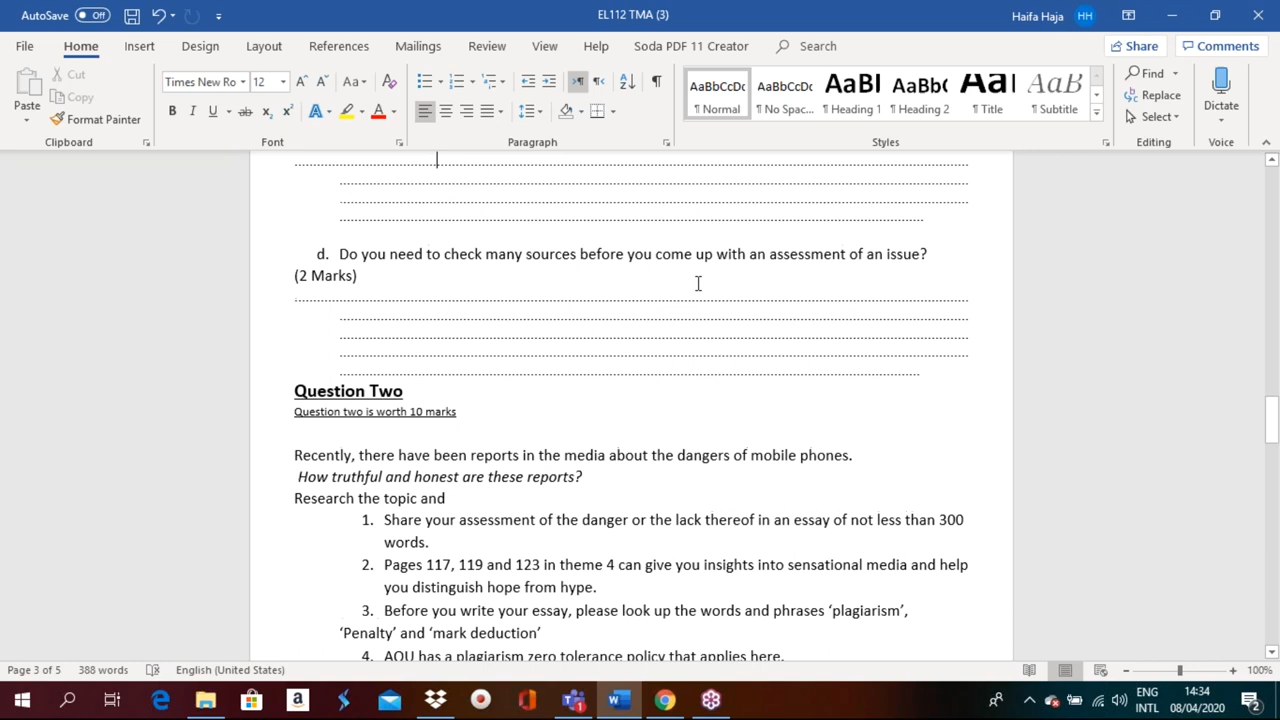 AutoSave Off EL112 TMA (3) Haifa Haja HH
File Home Insert Design Layout References Mailings Review View Help Soda PDF 11 Creator Search Share Comments
Paste Cut Copy Format Painter Clipboard
Times New Ro 12 Aa B I U ab x₂ x² A A Font
Paragraph
AaBbCcDc ¶ Normal AaBbCcDc ¶ No Spac... AaBl ¶ Heading 1 AaBb( ¶ Heading 2 Aal ¶ Title AaBbCcD ¶ Subtitle Styles
Find Replace Select Editing
Dictate Voice
d. Do you need to check many sources before you come up with an assessment of an issue?
(2 Marks)
Question Two
Question two is worth 10 marks
Recently, there have been reports in the media about the dangers of mobile phones.
How truthful and honest are these reports?
Research the topic and
1. Share your assessment of the danger or the lack thereof in an essay of not less than 300
words.
2. Pages 117, 119 and 123 in theme 4 can give you insights into sensational media and help
you distinguish hope from hype.
3. Before you write your essay, please look up the words and phrases ‘plagiarism’,
‘Penalty’ and ‘mark deduction’
4. AOU has a plagiarism zero tolerance policy that applies here.
Page 3 of 5 388 words English (United States) 100%
ENG 14:34
INTL 08/04/2020